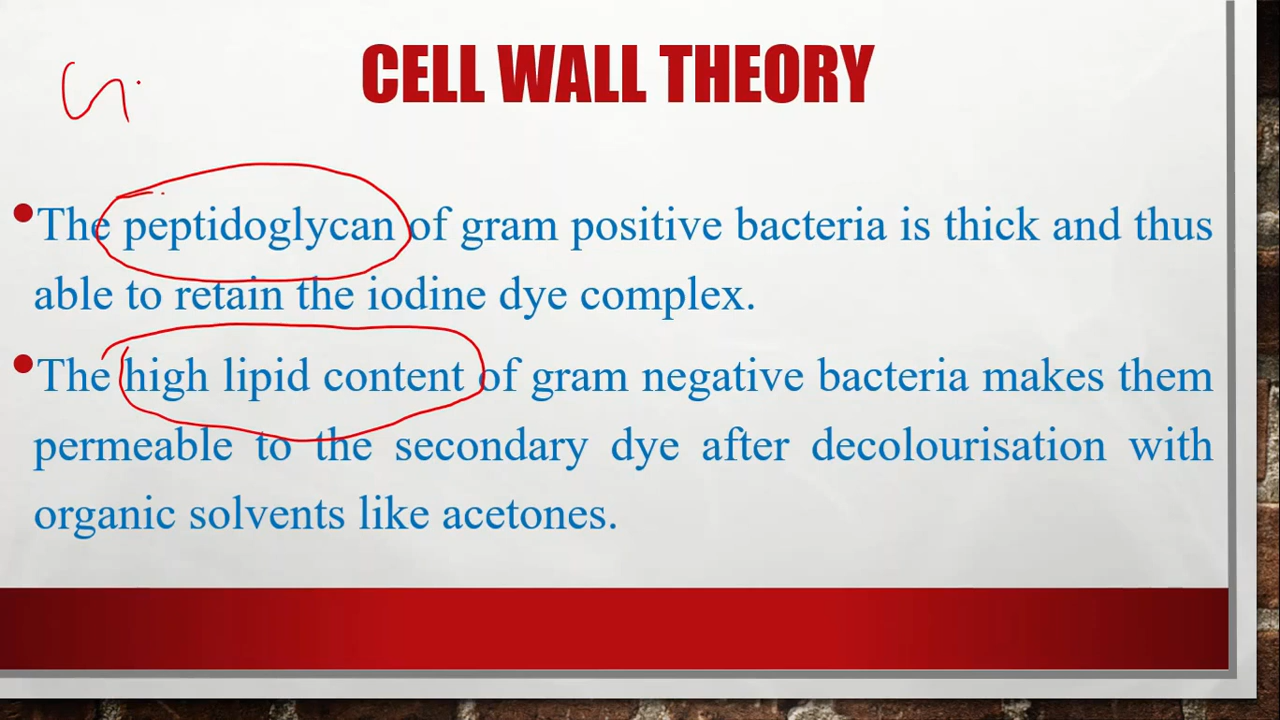 CELL WALL THEORY
•The peptidoglycan of gram positive bacteria is thick and thus
able to retain the iodine dye complex.
•The high lipid content of gram negative bacteria makes them
permeable to the secondary dye after decolourisation with
organic solvents like acetones.